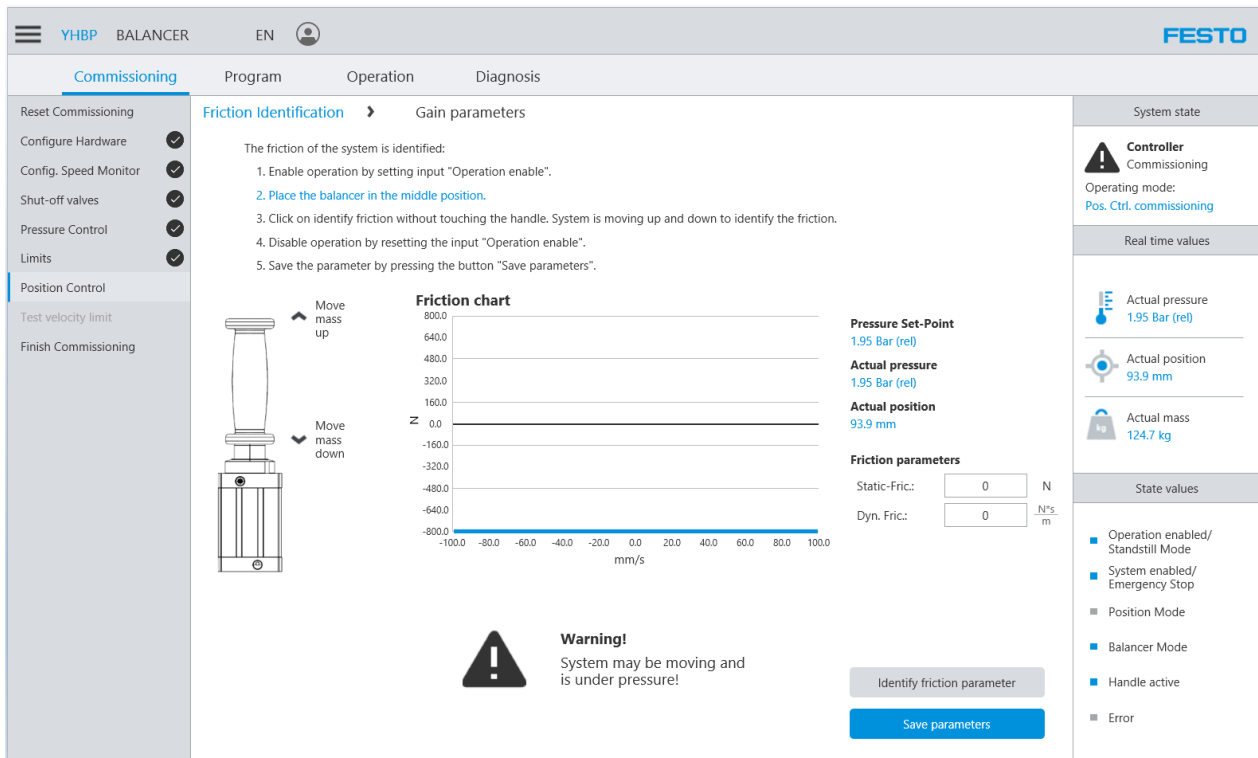 YHBP BALANCER EN FESTO
Commissioning Program Operation Diagnosis
Reset Commissioning
Configure Hardware
Config. Speed Monitor
Shut-off valves
Pressure Control
Limits
Position Control
Test velocity limit
Finish Commissioning
Friction Identification > Gain parameters
The friction of the system is identified:
1. Enable operation by setting input "Operation enable".
2. Place the balancer in the middle position.
3. Click on identify friction without touching the handle. System is moving up and down to identify the friction.
4. Disable operation by resetting the input "Operation enable".
5. Save the parameter by pressing the button "Save parameters".
Move
mass
up
Move
mass
down
Friction chart
800.0
640.0
480.0
320.0
160.0
0.0
-160.0
-320.0
-480.0
-640.0
-800.0
N
-100.0 -80.0 -60.0 -40.0 -20.0 0.0 20.0 40.0 60.0 80.0 100.0
mm/s
Pressure Set-Point
1.95 Bar (rel)
Actual pressure
1.95 Bar (rel)
Actual position
93.9 mm
Friction parameters
Static-Fric.: 0 N
Dyn. Fric.: 0 N*s
m
Warning!
System may be moving and
is under pressure!
Identify friction parameter
Save parameters
System state
Controller
Commissioning
Operating mode:
Pos. Ctrl. commissioning
Real time values
Actual pressure
1.95 Bar (rel)
Actual position
93.9 mm
kg
Actual mass
124.7 kg
State values
Operation enabled/
Standstill Mode
System enabled/
Emergency Stop
Position Mode
Balancer Mode
Handle active
Error